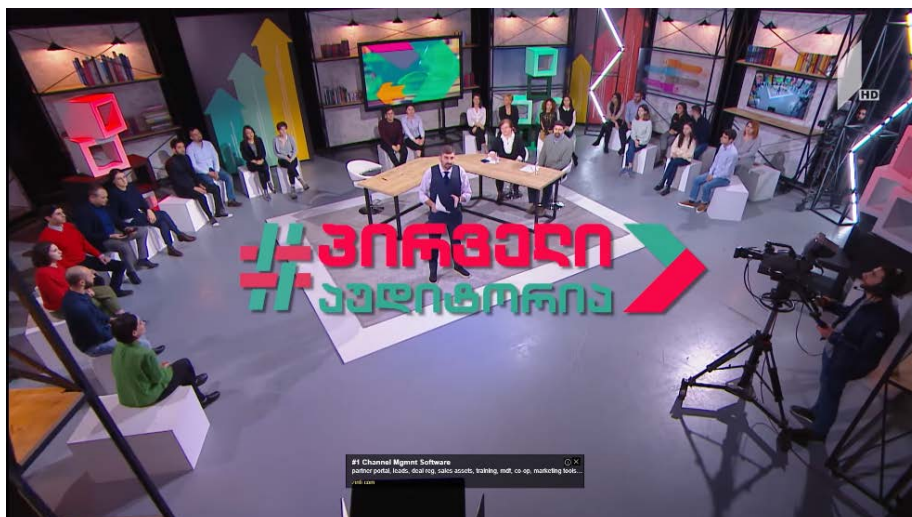 HD
#პირველი
აუდიტორია
#1 Channel Mgmnt Software
partner portal, leads, deal reg, sales assets, training, mdf, co-op, marketing tools...